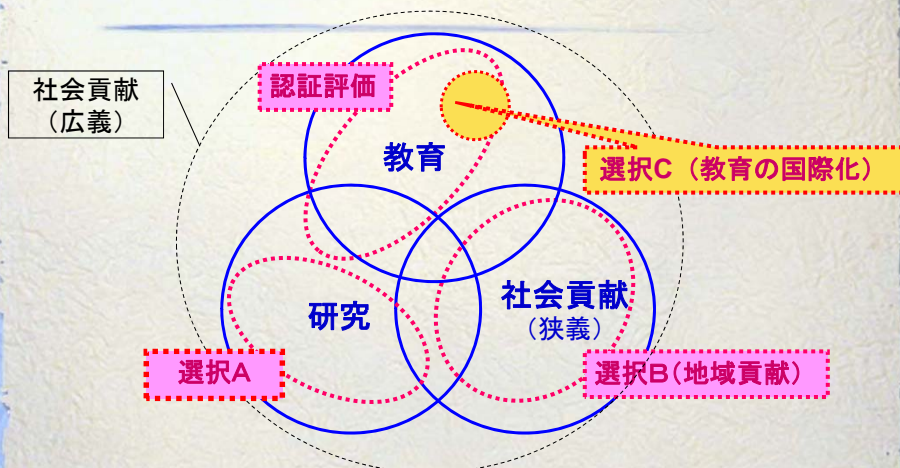 認証評価
社会貢献
（広義）
教育
選択C（教育の国際化）
社会貢献
（狭義）
研究
選択A
選択B（地域貢献）